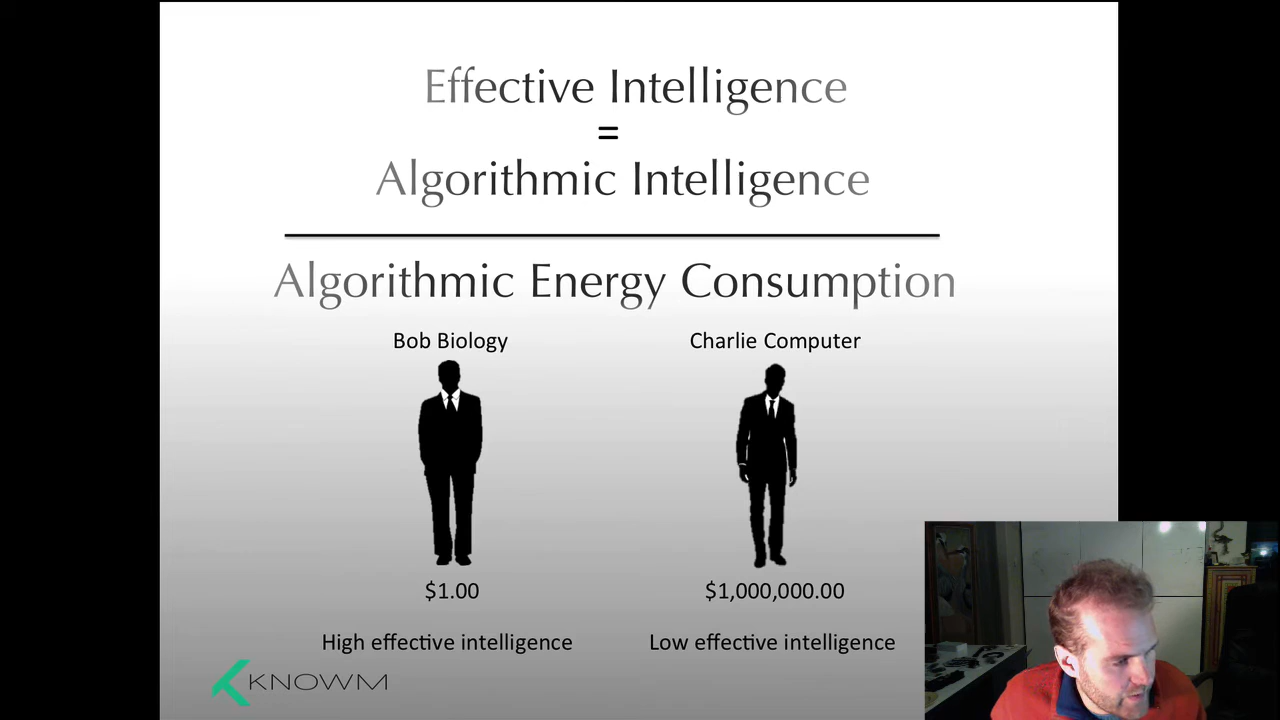 Effective Intelligence
=
Algorithmic Intelligence
Algorithmic Energy Consumption
Bob Biology
Charlie Computer
$1.00
$1,000,000.00
High effective intelligence
Low effective intelligence
KNOWM